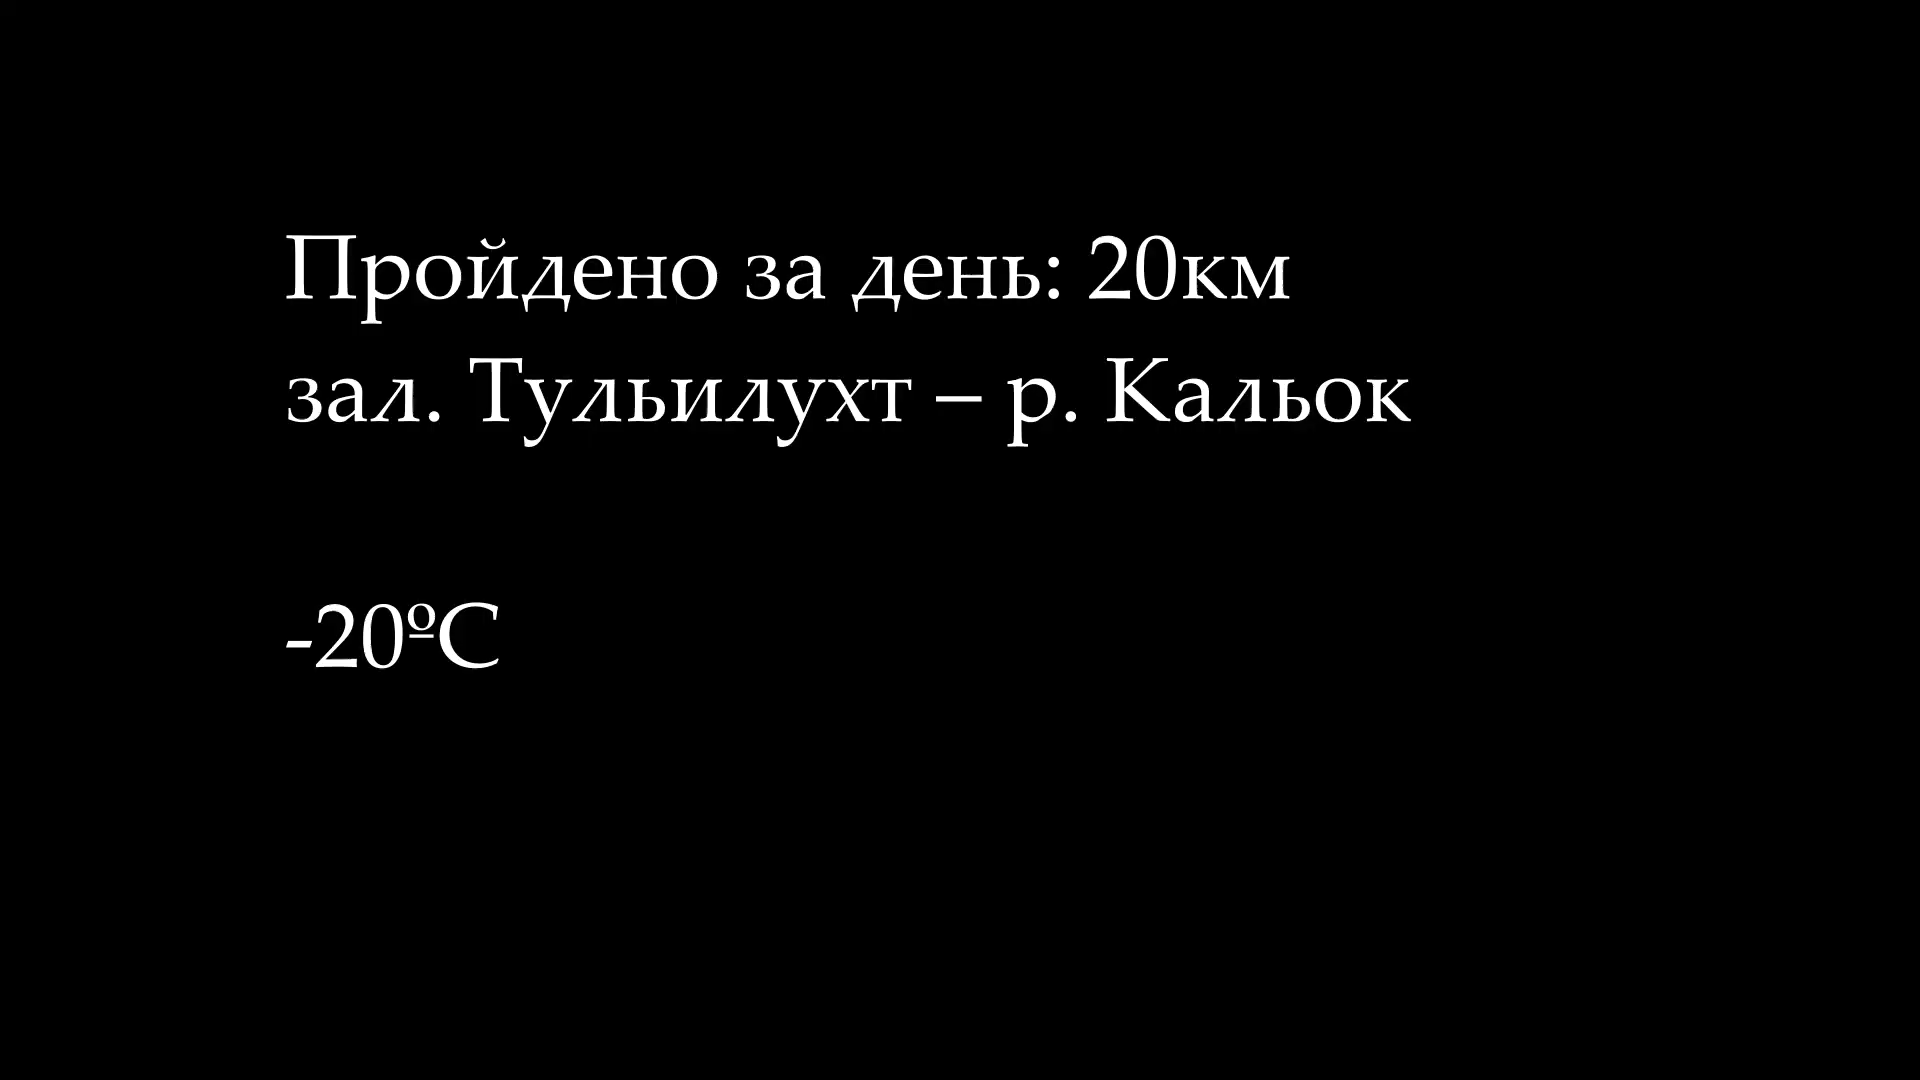 Пройдено за день: 20км
зал. Тульилухт – р. Кальок
-20ºС